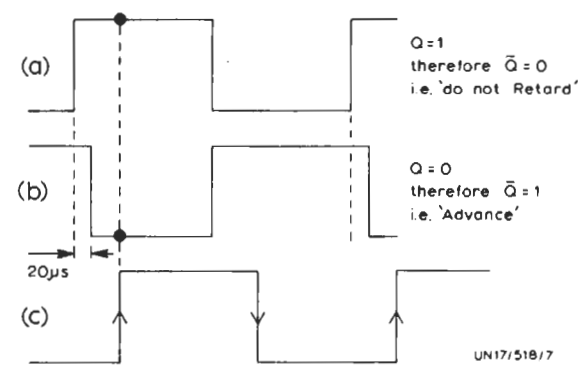 (a)
Q=1
therefore Q̄=0
i.e. 'do not Retard'
(b)
Q=0
therefore Q̄=1
i.e. 'Advance'
20µs
(c)
UN17/518/7